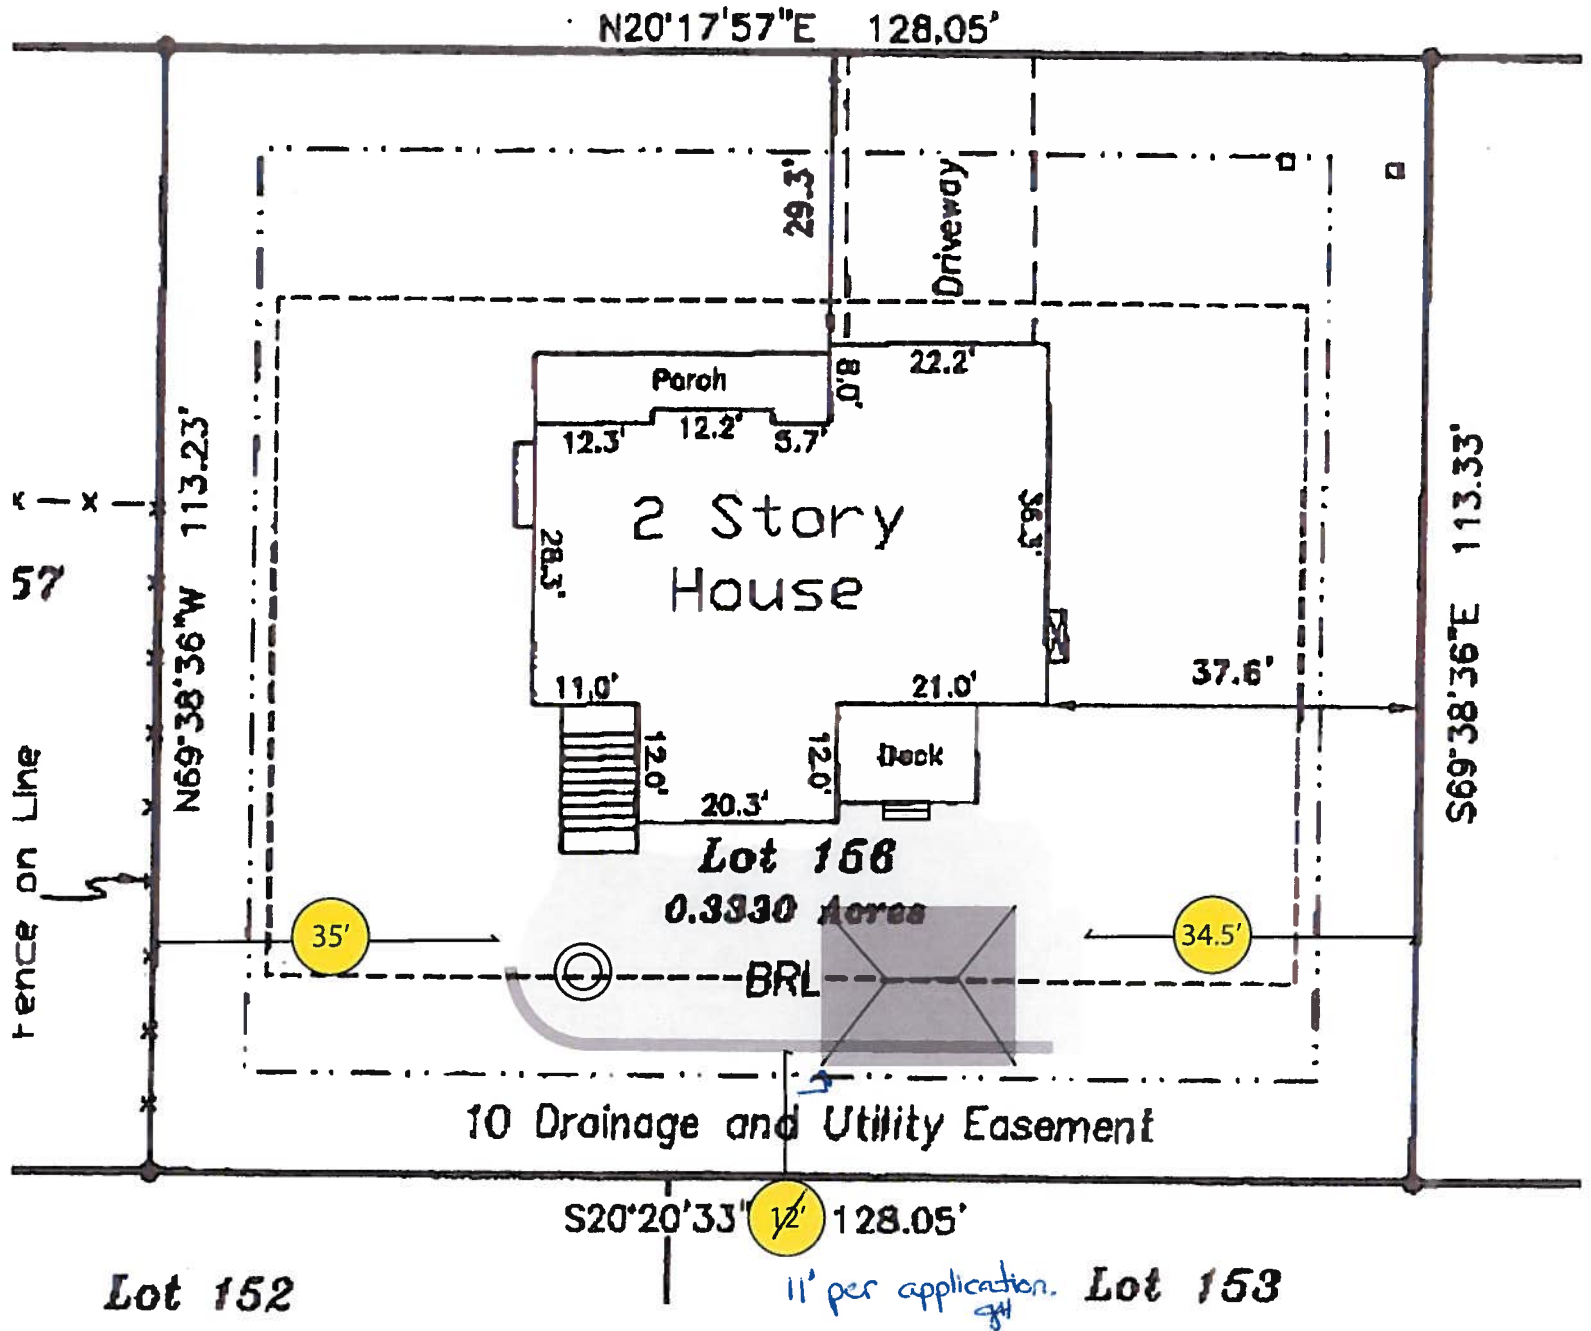 N20°17'57"E 128.05'
29.3'
Driveway
22.2'
8.0'
Porch
12.3' 12.2' 5.7'
N69°38'36"W 113.23'
x — x —
57
2 Story
House
28.3'
36.3'
S69°38'36"E 113.33'
37.6'
11.0' 21.0'
12.0' 12.0'
Deck
20.3'
Fence on Line
Lot 166
0.3330 Acres
35' 34.5'
BRL
10 Drainage and Utility Easement
S20°20'33" 12' 128.05'
11' per application.
Lot 152 Lot 153